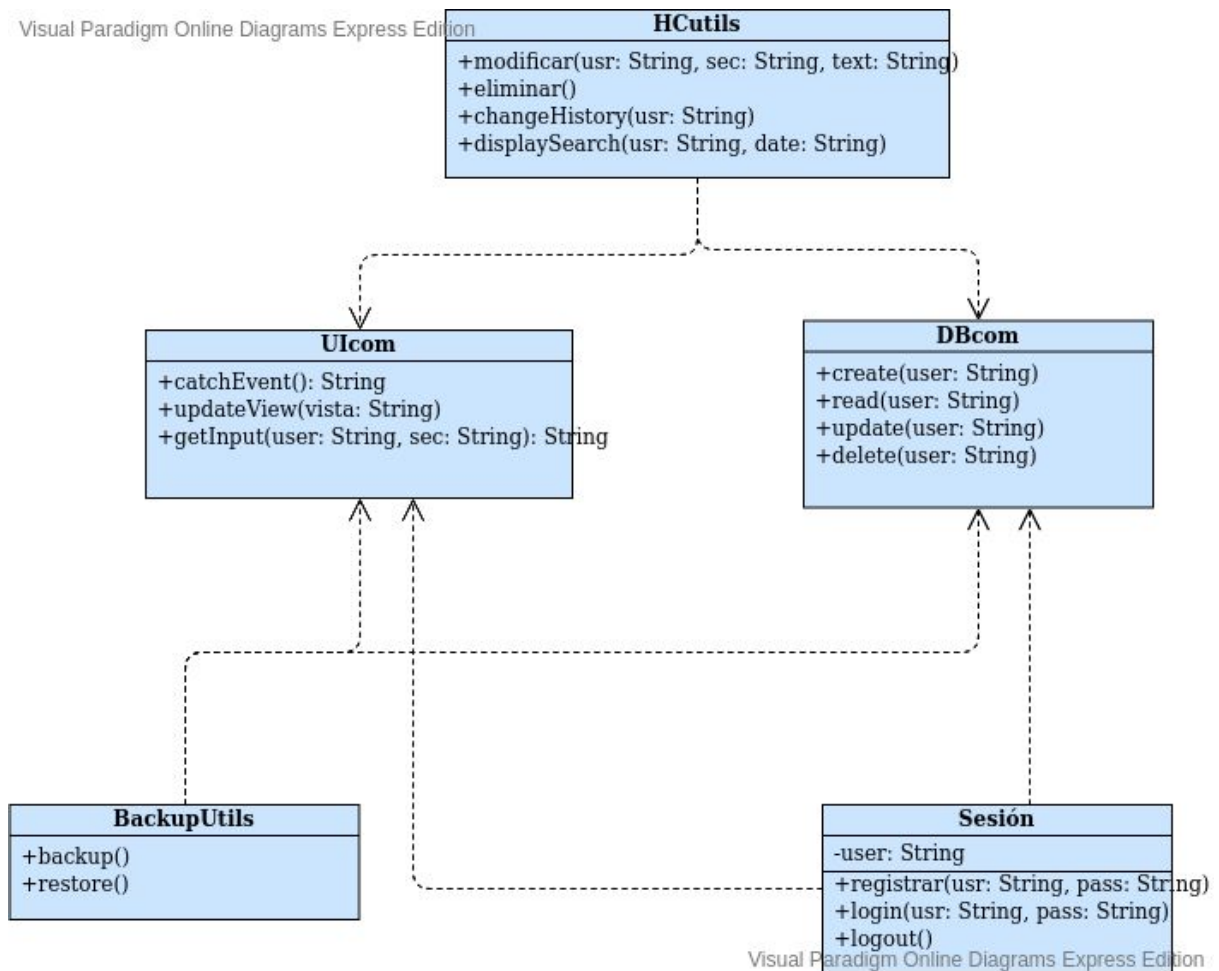 Visual Paradigm Online Diagrams Express Edition
HCutils
+modificar(usr: String, sec: String, text: String)
+eliminar()
+changeHistory(usr: String)
+displaySearch(usr: String, date: String)
UIcom
+catchEvent(): String
+updateView(vista: String)
+getInput(user: String, sec: String): String
DBcom
+create(user: String)
+read(user: String)
+update(user: String)
+delete(user: String)
BackupUtils
+backup()
+restore()
Sesión
-user: String
+registrar(usr: String, pass: String)
+login(usr: String, pass: String)
+logout()
Visual Paradigm Online Diagrams Express Edition